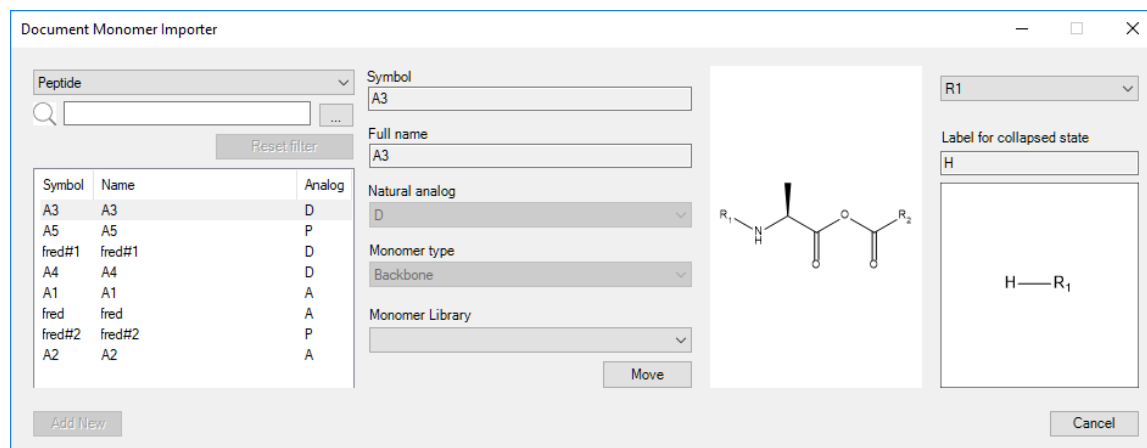 Document Monomer Importer
Peptide
...
Reset filter
Symbol Name Analog
A3 A3 D
A5 A5 P
fred#1 fred#1 D
A4 A4 D
A1 A1 A
fred fred A
fred#2 fred#2 P
A2 A2 A
Add New
Symbol
A3
Full name
A3
Natural analog
D
Monomer type
Backbone
Monomer Library
Move
O R2
R1 N
H
O O
R1
Label for collapsed state
H
H R1
Cancel